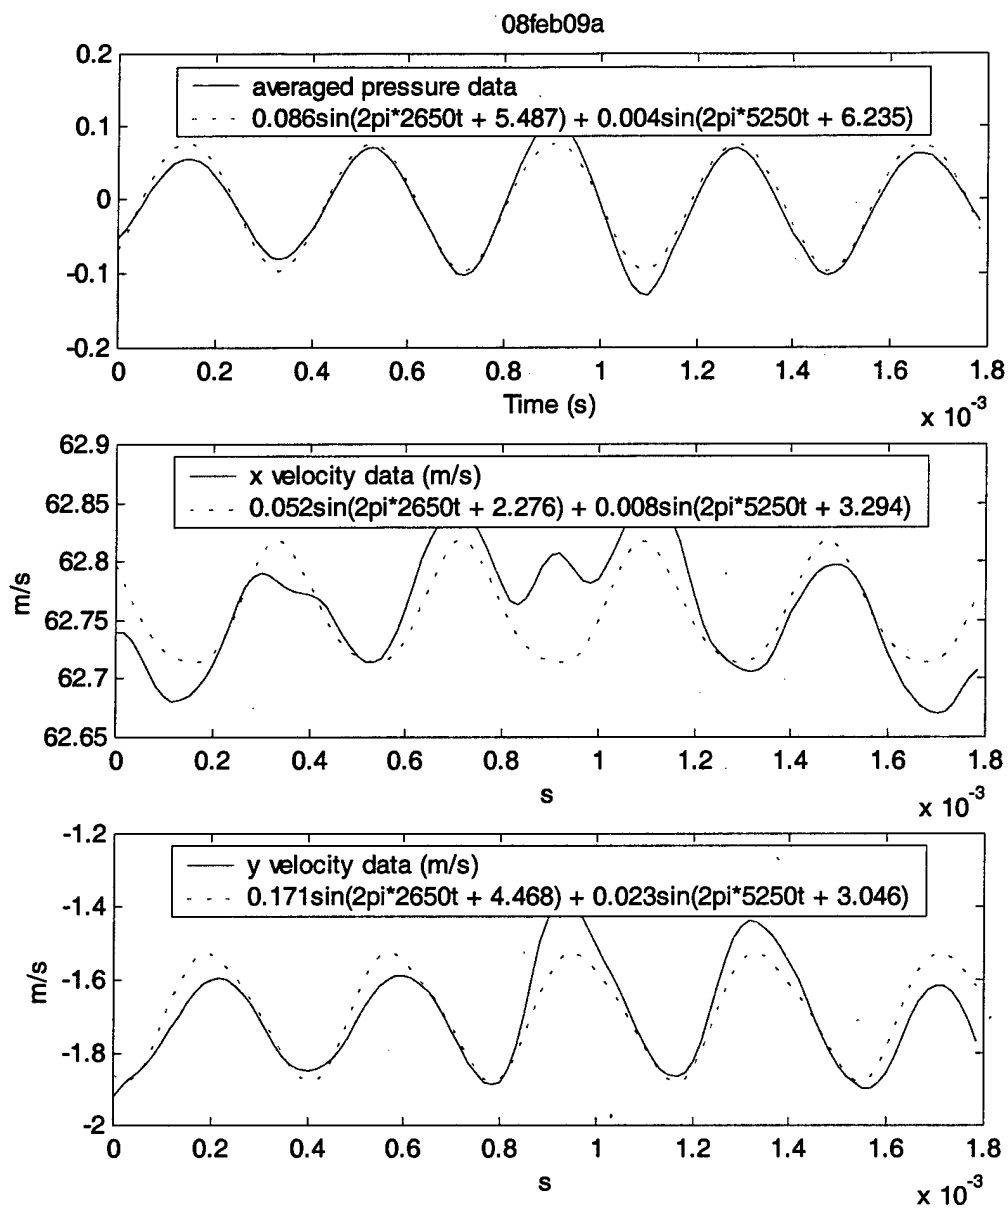 08feb09a
0.2
0.1
0
-0.1
-0.2
averaged pressure data
0.086sin(2pi*2650t + 5.487) + 0.004sin(2pi*5250t + 6.235)
0 0.2 0.4 0.6 0.8 1 1.2 1.4 1.6 1.8
Time (s)
x 10-3
62.9
62.85
62.8
62.75
62.7
62.65
m/s
x velocity data (m/s)
0.052sin(2pi*2650t + 2.276) + 0.008sin(2pi*5250t + 3.294)
0 0.2 0.4 0.6 0.8 1 1.2 1.4 1.6 1.8
s
x 10-3
-1.2
-1.4
-1.6
-1.8
-2
m/s
y velocity data (m/s)
0.171sin(2pi*2650t + 4.468) + 0.023sin(2pi*5250t + 3.046)
0 0.2 0.4 0.6 0.8 1 1.2 1.4 1.6 1.8
s
x 10-3